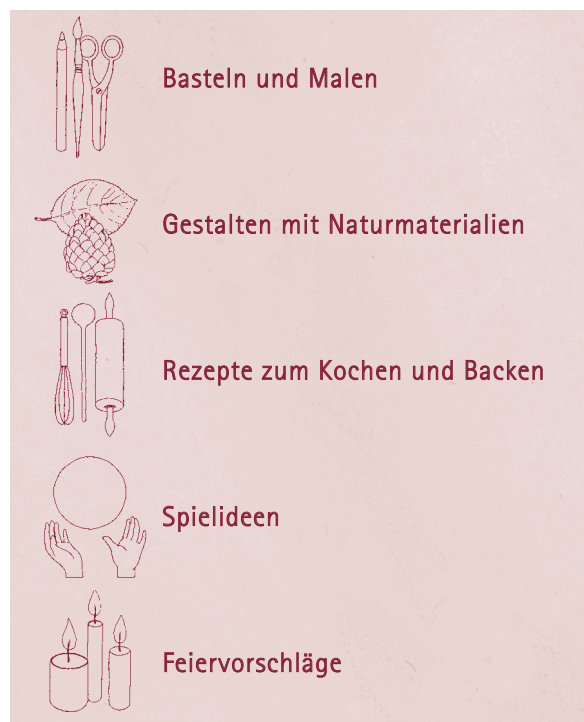 Basteln und Malen
Gestalten mit Naturmaterialien
Rezepte zum Kochen und Backen
Spielideen
Feiervorschläge